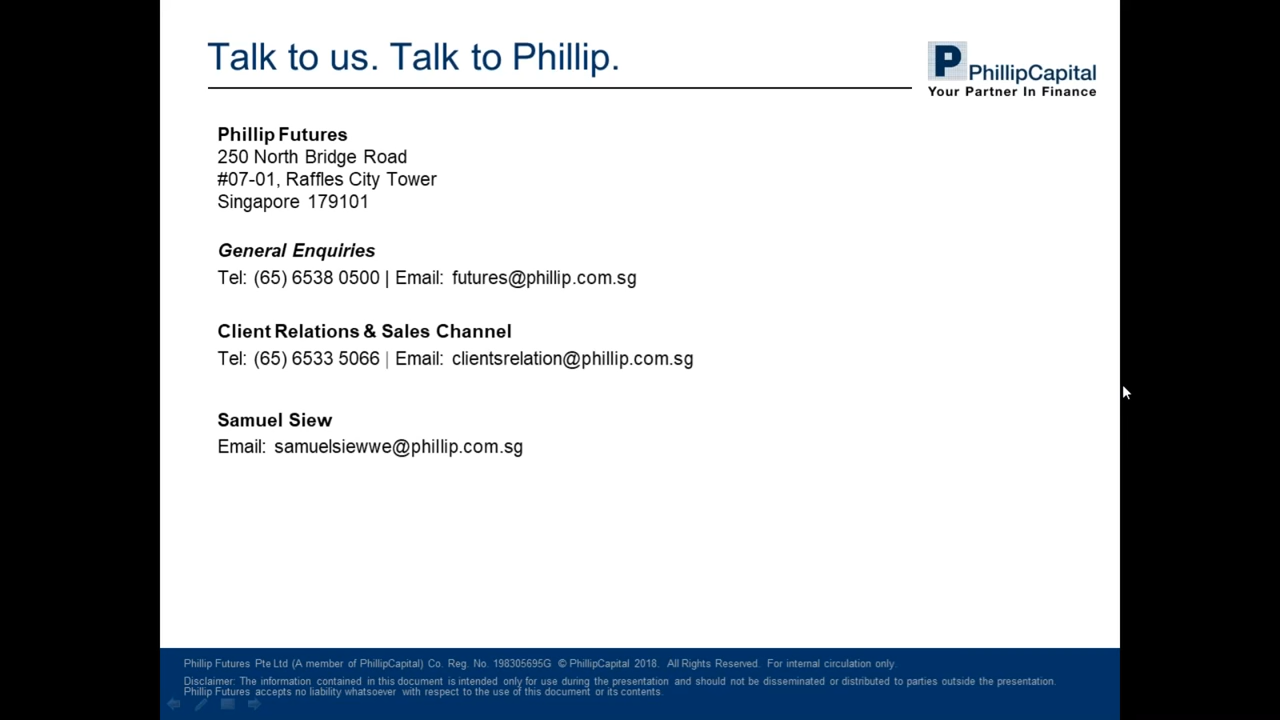 Talk to us. Talk to Phillip.
P PhillipCapital
Your Partner In Finance
Phillip Futures
250 North Bridge Road
#07-01, Raffles City Tower
Singapore 179101
General Enquiries
Tel: (65) 6538 0500 | Email: futures@phillip.com.sg
Client Relations & Sales Channel
Tel: (65) 6533 5066 | Email: clientsrelation@phillip.com.sg
Samuel Siew
Email: samuelsiewwe@phillip.com.sg
Phillip Futures Pte Ltd (A member of PhillipCapital) Co. Reg. No. 198305695G © PhillipCapital 2018. All Rights Reserved. For internal circulation only.
Disclaimer: The information contained in this document is intended only for use during the presentation and should not be disseminated or distributed to parties outside the presentation.
Phillip Futures accepts no liability whatsoever with respect to the use of this document or its contents.